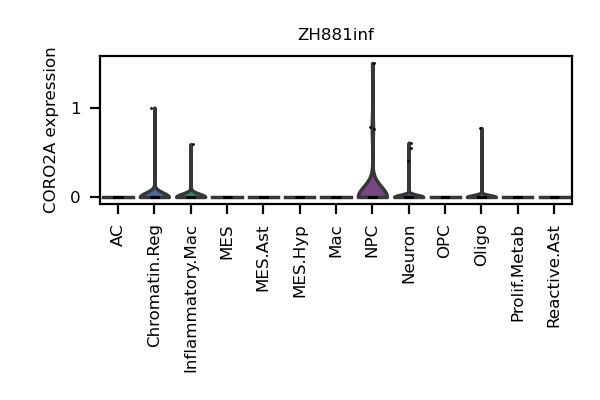 ZH881inf
CORO2A expression
1
0
AC
Chromatin.Reg
Inflammatory.Mac
MES
MES.Ast
MES.Hyp
Mac
NPC
Neuron
OPC
Oligo
Prolif.Metab
Reactive.Ast